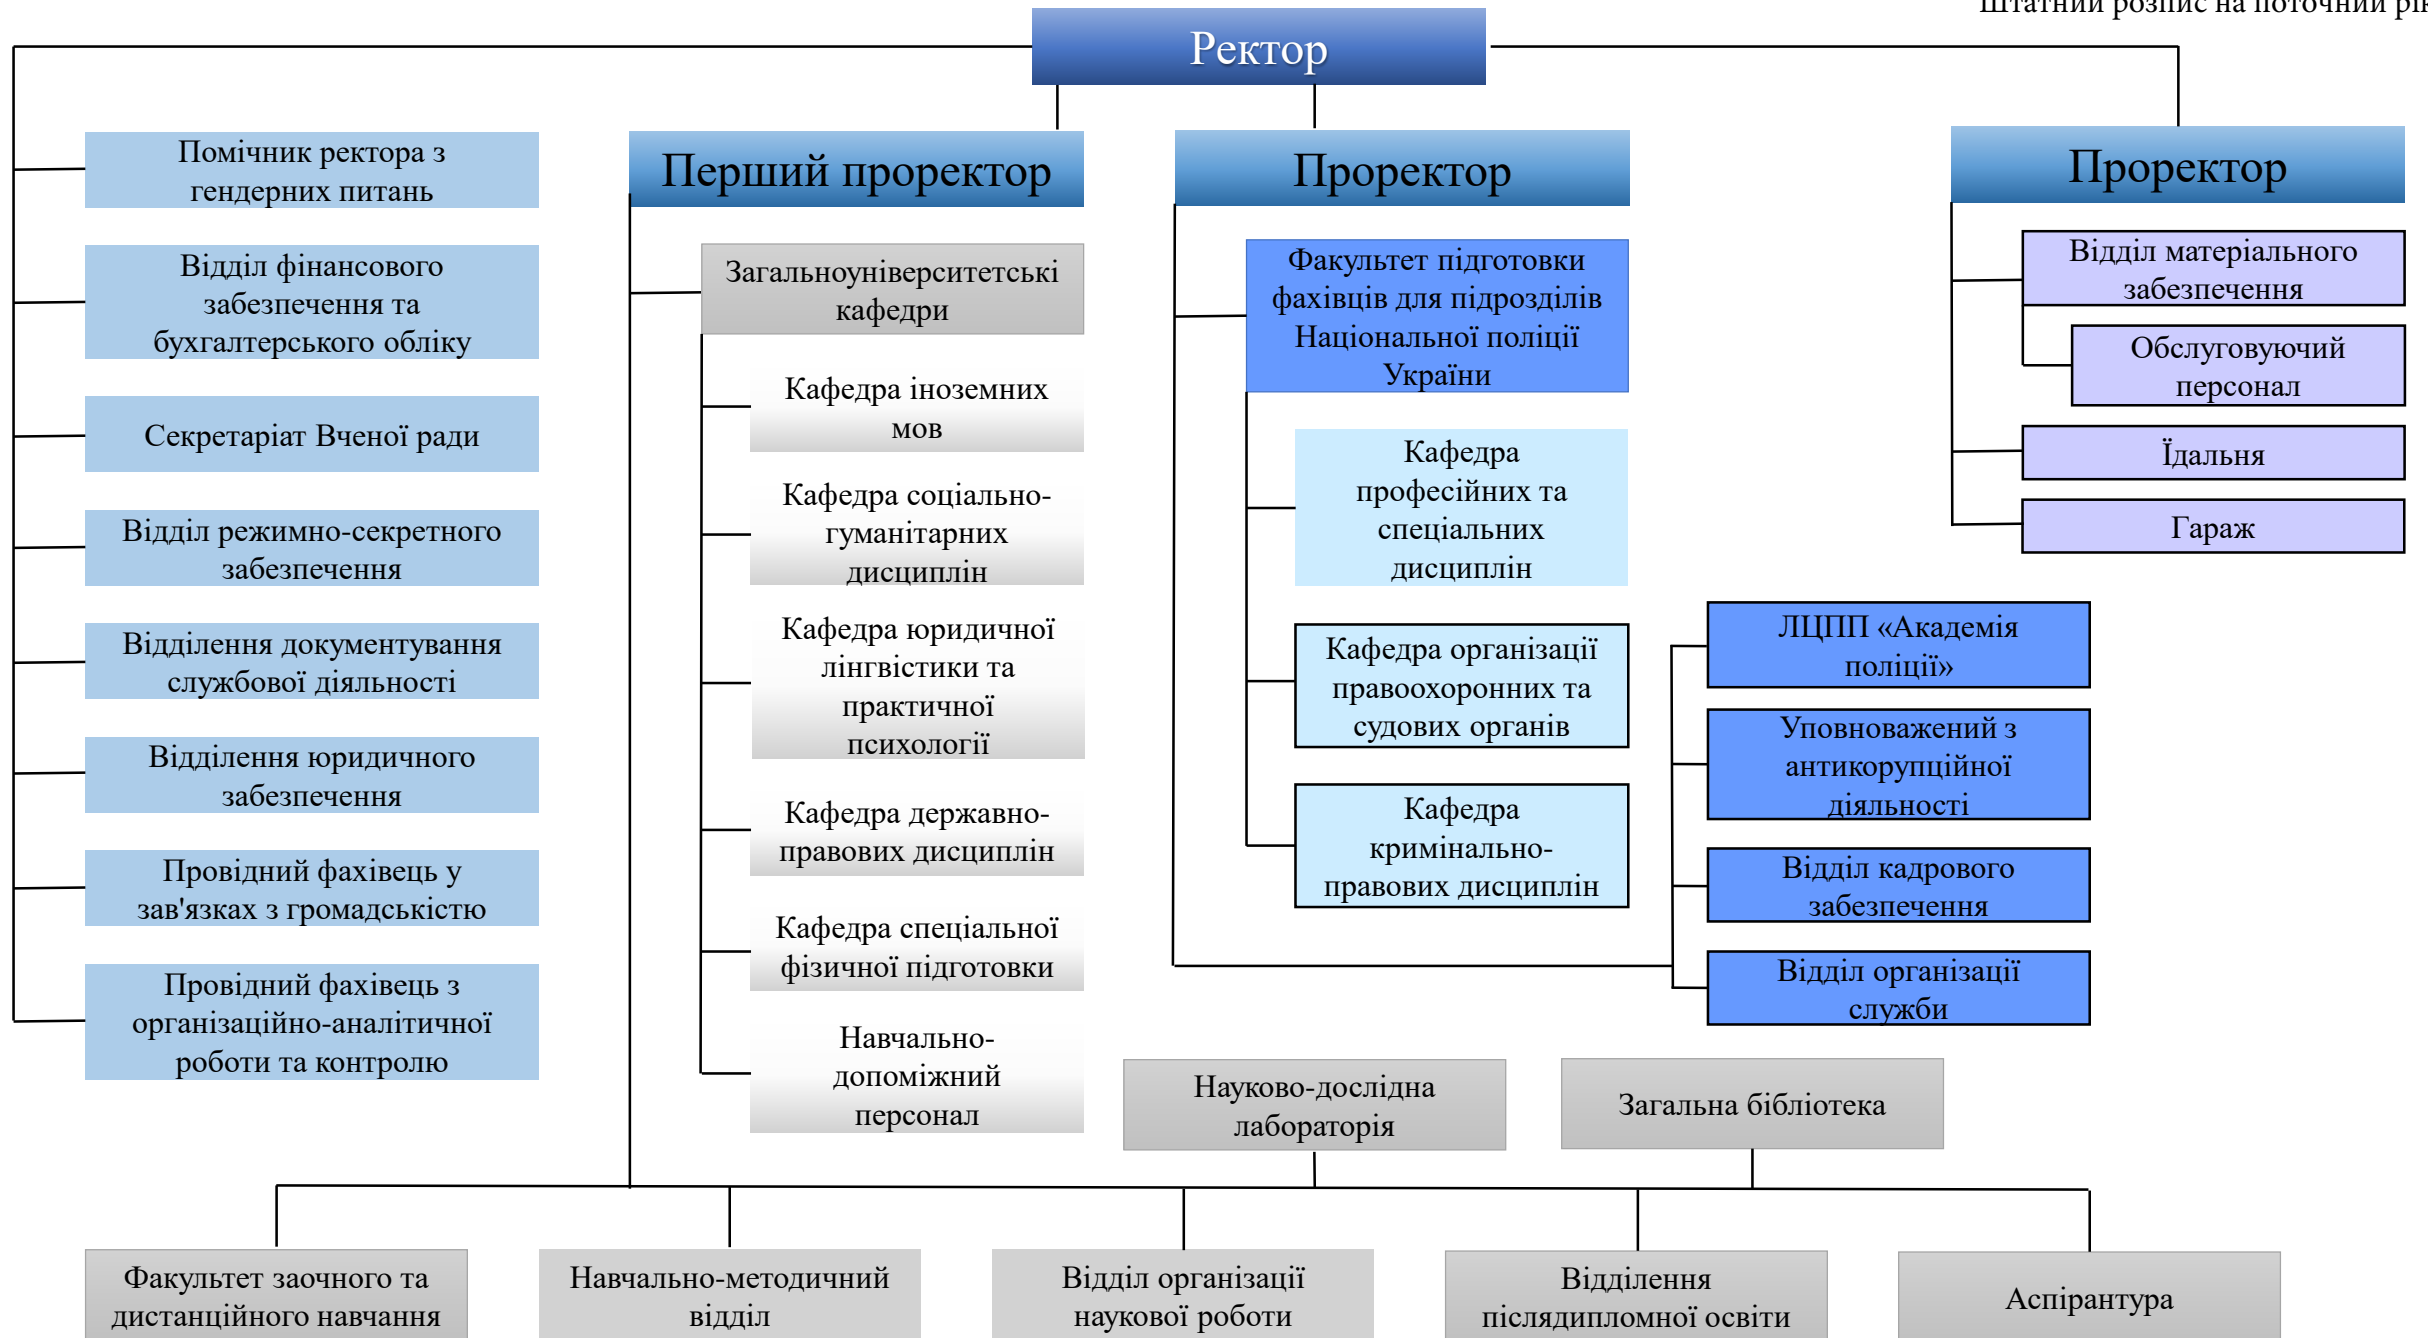 Штатний розпис на поточний рік
Ректор
Помічник ректора з
гендерних питань
Відділ фінансового
забезпечення та
бухгалтерського обліку
Секретаріат Вченої ради
Відділ режимно-секретного
забезпечення
Відділення документування
службової діяльності
Відділення юридичного
забезпечення
Провідний фахівець у
зав'язках з громадськістю
Провідний фахівець з
організаційно-аналітичної
роботи та контролю
Перший проректор
Загальноуніверситетські
кафедри
Кафедра іноземних
мов
Кафедра соціально-
гуманітарних
дисциплін
Кафедра юридичної
лінгвістики та
практичної
психології
Кафедра державно-
правових дисциплін
Кафедра спеціальної
фізичної підготовки
Навчально-
допоміжний
персонал
Проректор
Факультет підготовки
фахівців для підрозділів
Національної поліції
України
Кафедра
професійних та
спеціальних
дисциплін
Кафедра організації
правоохоронних та
судових органів
Кафедра
кримінально-
правових дисциплін
ЛЦПП «Академія
поліції»
Уповноважений з
антикорупційної
діяльності
Відділ кадрового
забезпечення
Відділ організації
служби
Проректор
Відділ матеріального
забезпечення
Обслуговуючий
персонал
Їдальня
Гараж
Науково-дослідна
лабораторія
Загальна бібліотека
Факультет заочного та
дистанційного навчання
Навчально-методичний
відділ
Відділ організації
наукової роботи
Відділення
післядипломної освіти
Аспірантура